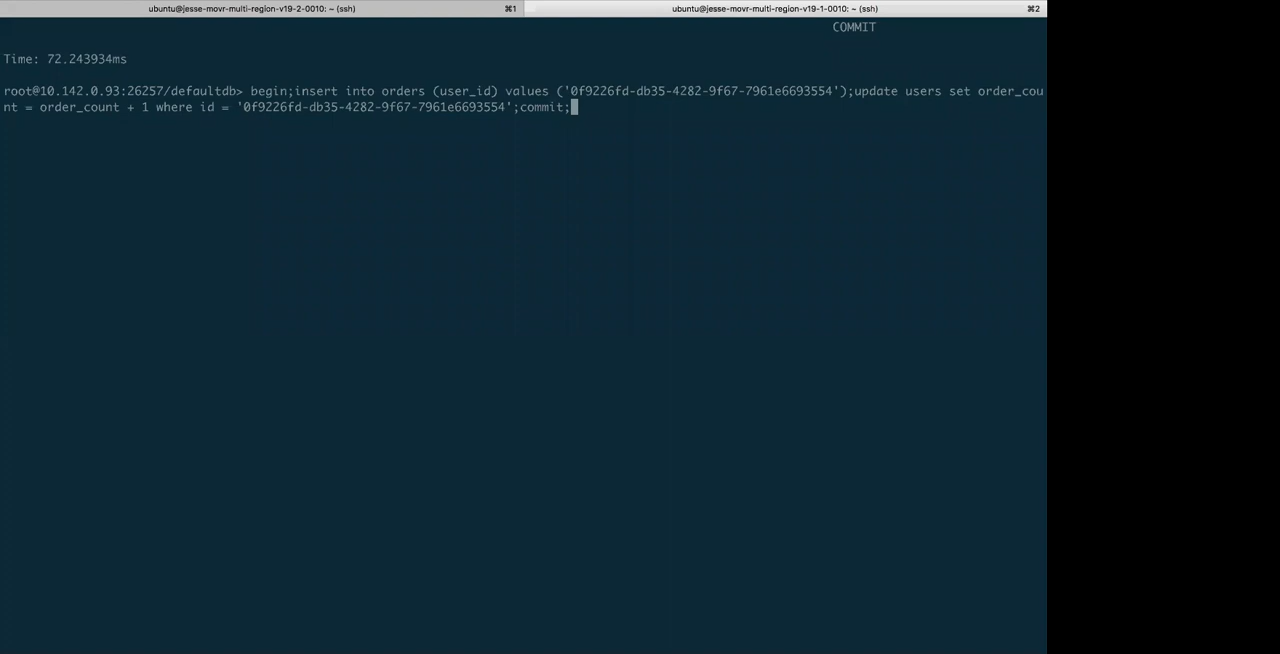 ubuntu@jesse-movr-multi-region-v19-2-0010: ~ (ssh) ⌘1 ubuntu@jesse-movr-multi-region-v19-1-0010: ~ (ssh) ⌘2
COMMIT
Time: 72.243934ms
root@10.142.0.93:26257/defaultdb> begin;insert into orders (user_id) values ('0f9226fd-db35-4282-9f67-7961e6693554');update users set order_cou
nt = order_count + 1 where id = '0f9226fd-db35-4282-9f67-7961e6693554';commit;